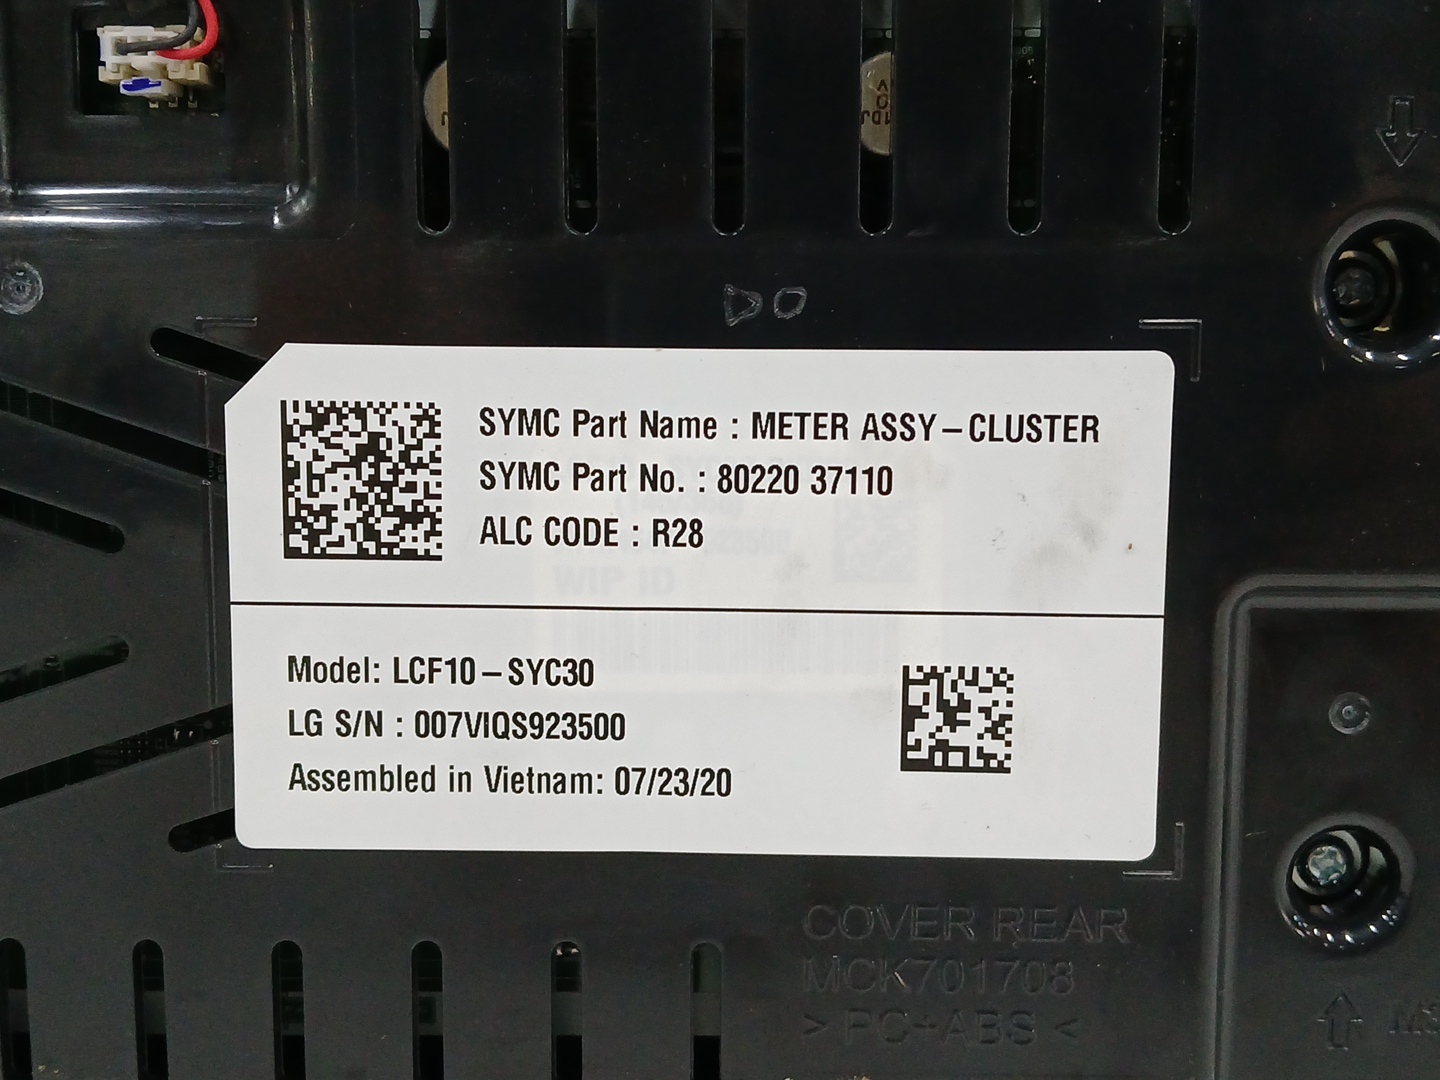 DO
SYMC Part Name : METER ASSY-CLUSTER
SYMC Part No. : 80220 37110
ALC CODE : R28
WIP ID
Model: LCF10-SYC30
LG S/N : 007VIQS923500
Assembled in Vietnam: 07/23/20
COVER REAR
MCK701708
> PC+ABS <